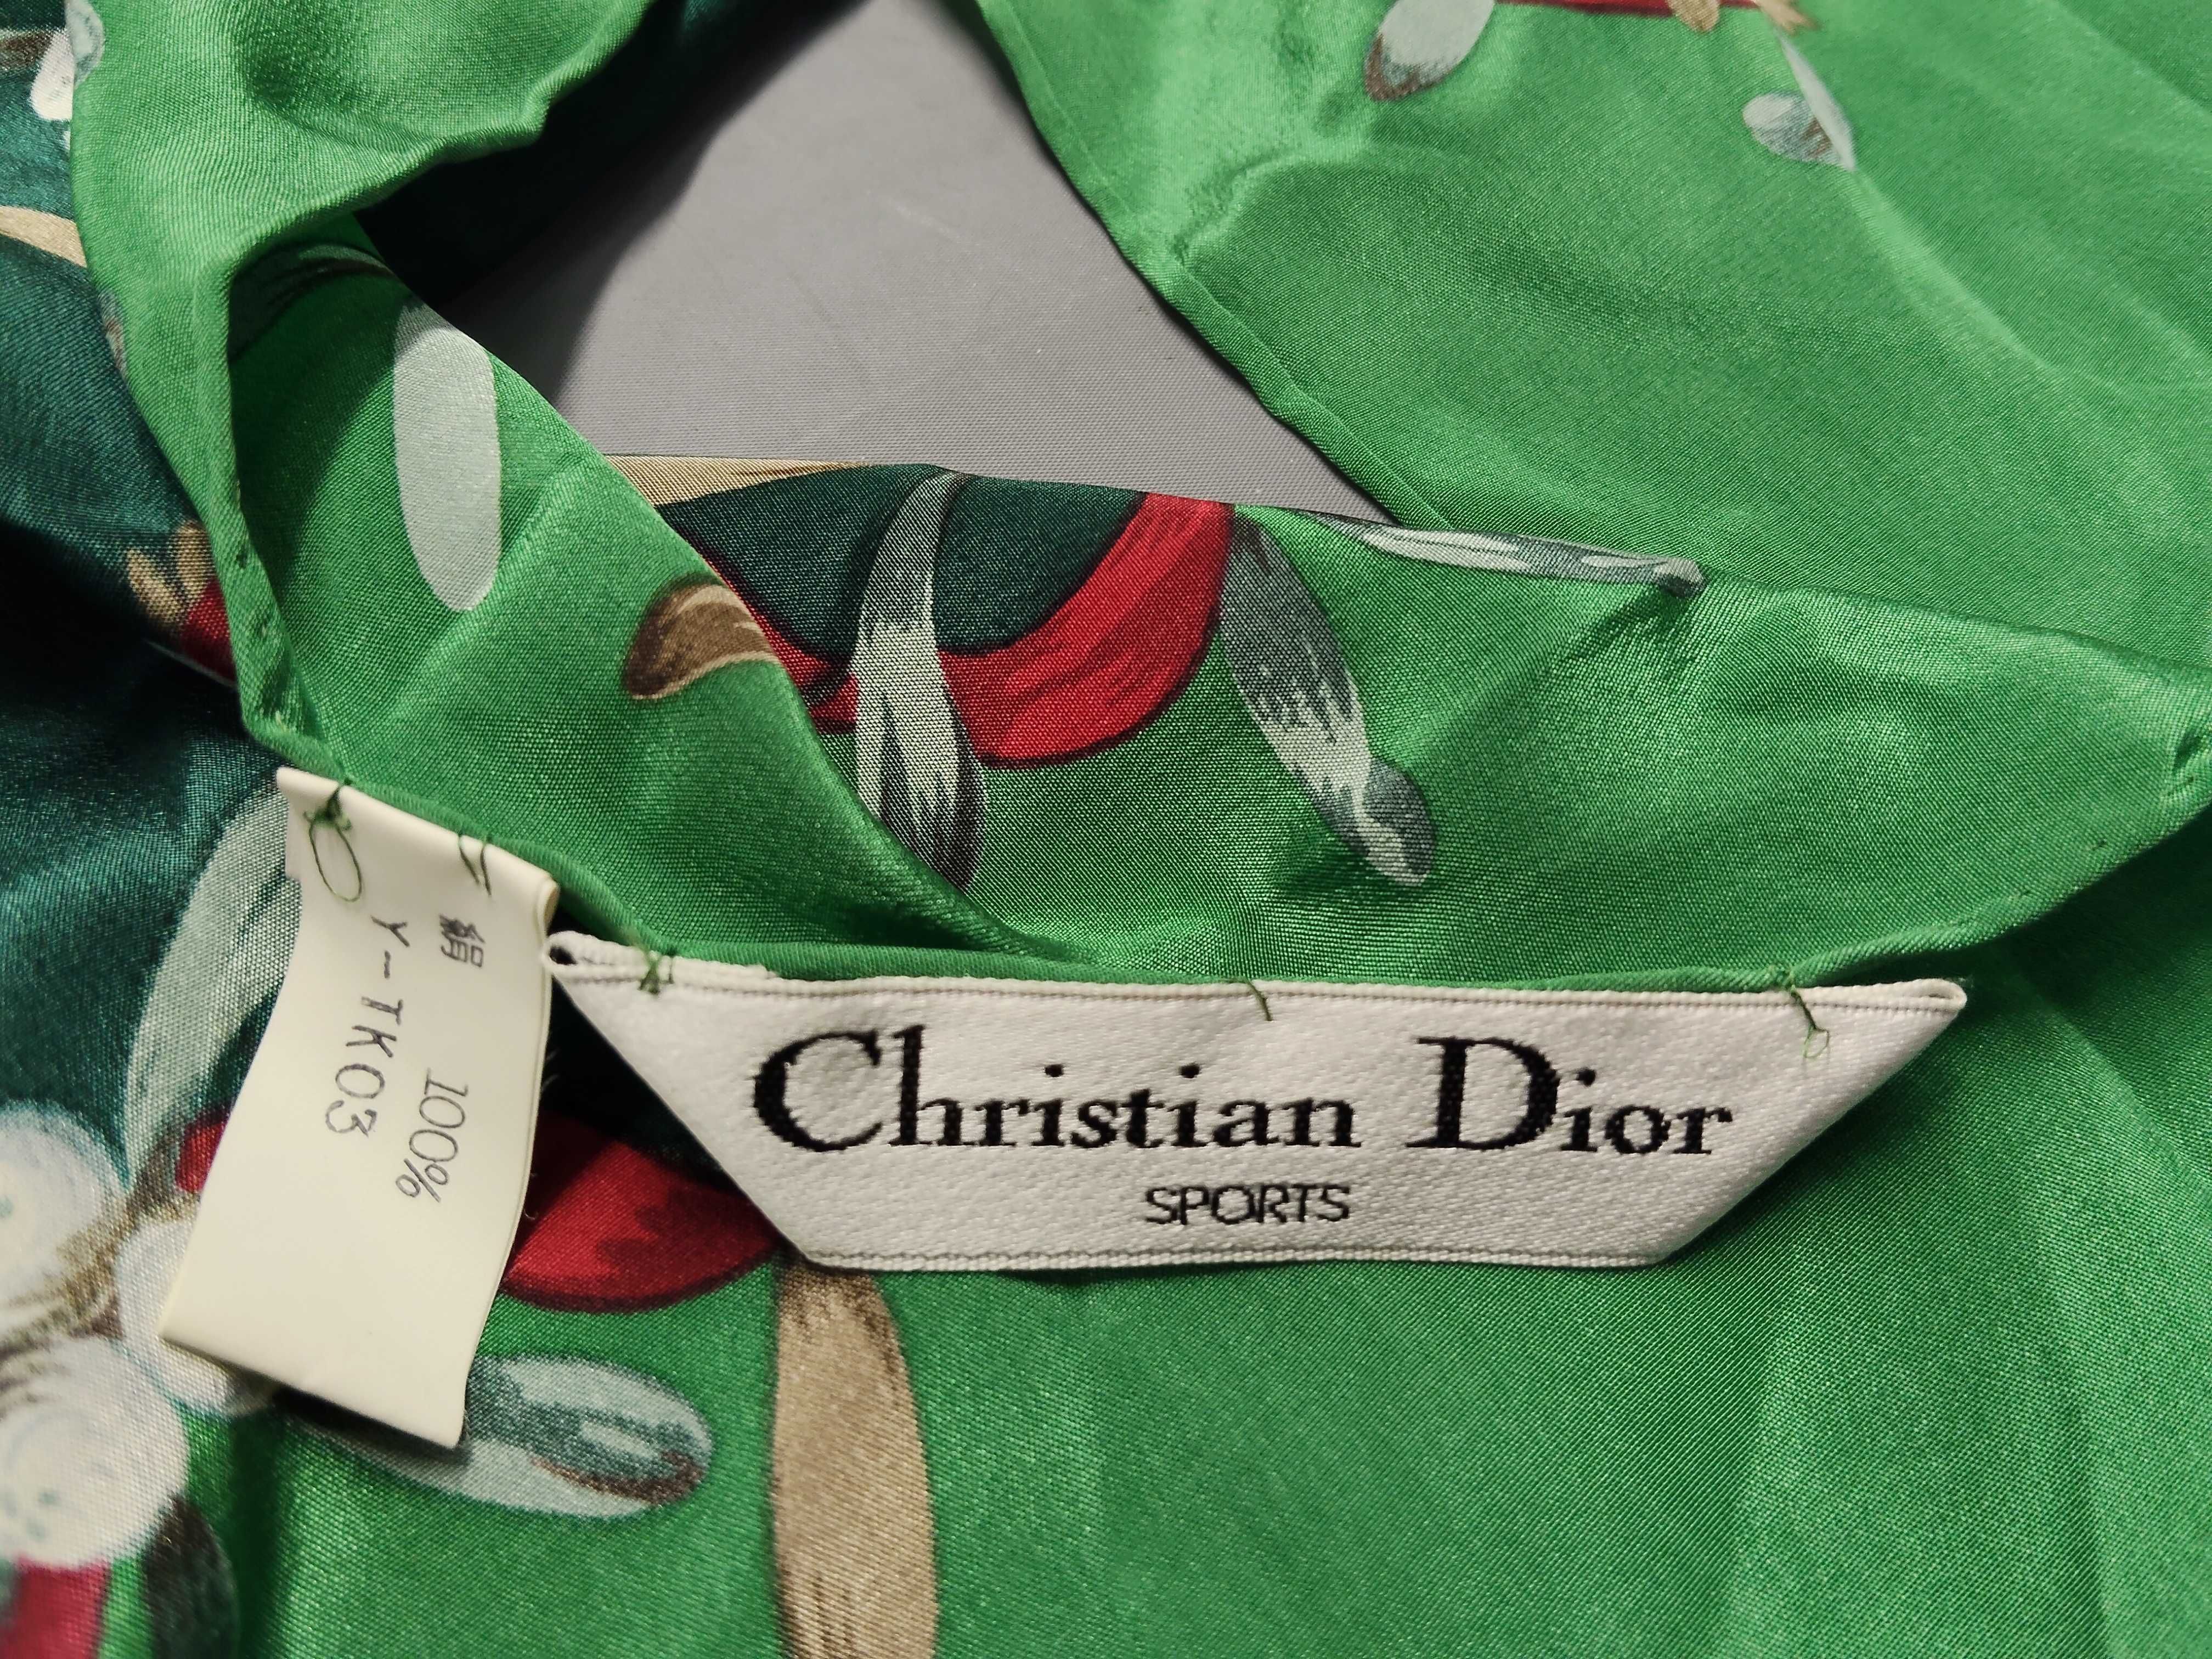 絹 100%
Y-TK03
Christian Dior
SPORTS